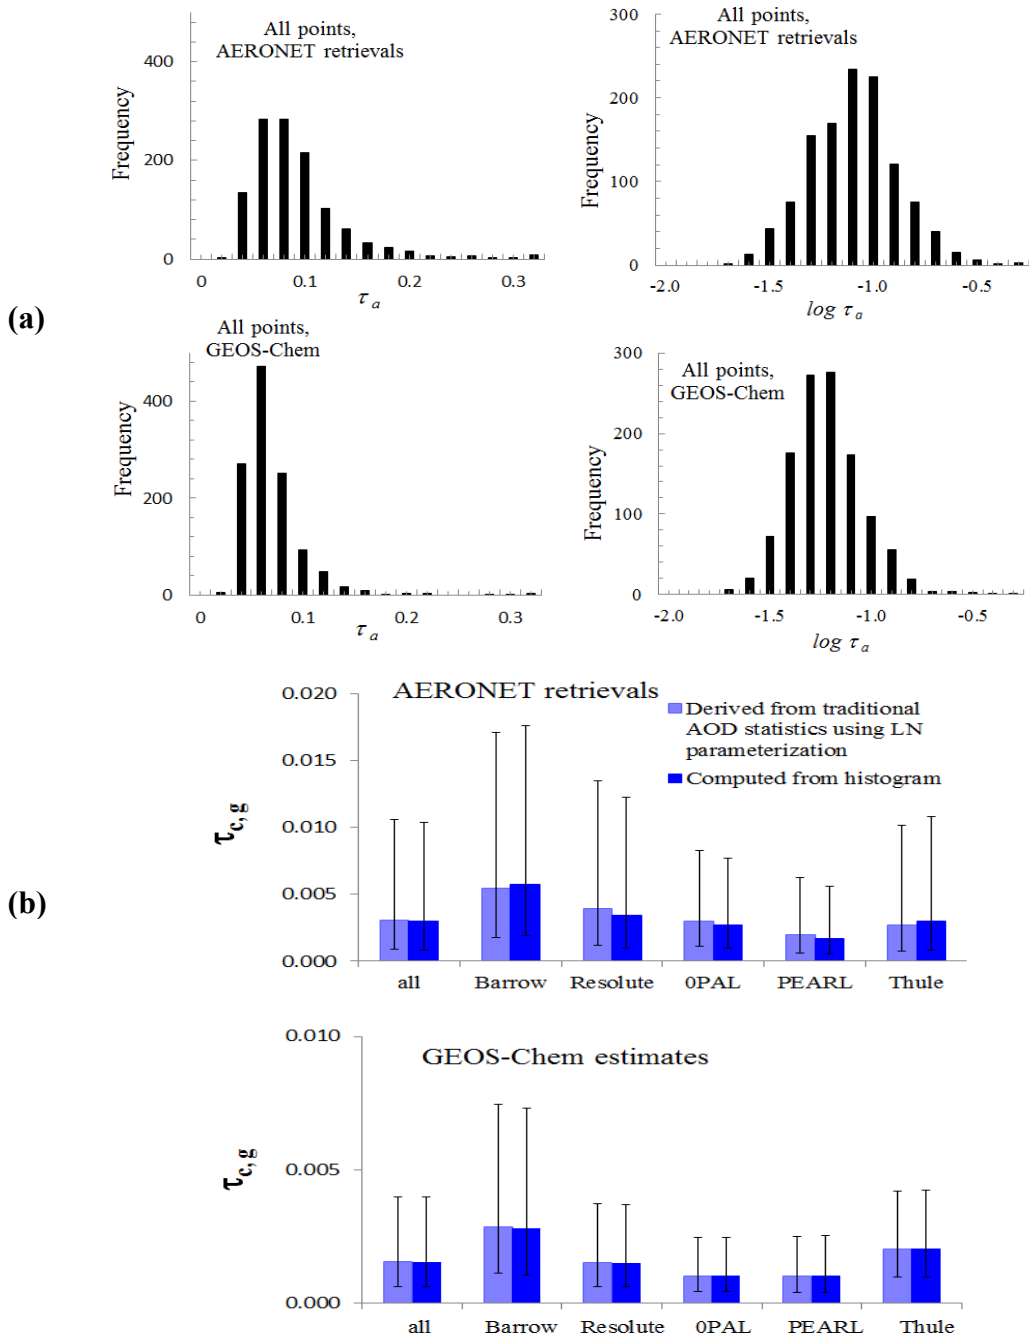 (a)
All points,
AERONET retrievals
Frequency
400
200
0
0
0.1
0.2
0.3
τ a
All points,
AERONET retrievals
Frequency
300
200
100
0
-2.0
-1.5
-1.0
-0.5
log τ a
All points,
GEOS-Chem
Frequency
400
200
0
0
0.1
0.2
0.3
τ a
All points,
GEOS-Chem
Frequency
300
200
100
0
-2.0
-1.5
-1.0
-0.5
log τ a
(b)
AERONET retrievals
Derived from traditional
AOD statistics using LN
parameterization
Computed from histogram
τc,g
0.020
0.015
0.010
0.005
0.000
all
Barrow
Resolute
0PAL
PEARL
Thule
GEOS-Chem estimates
τc,g
0.010
0.005
0.000
all
Barrow
Resolute
0PAL
PEARL
Thule